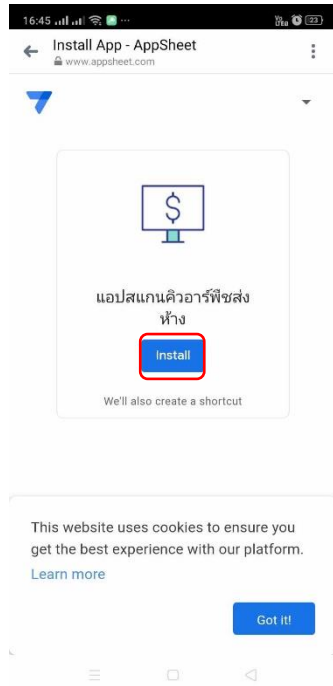 16:45
Install App - AppSheet
www.appsheet.com
$
แอปสแกนคิวอาร์พืชส่ง
ห้าง
Install
We'll also create a shortcut
This website uses cookies to ensure you
get the best experience with our platform.
Learn more
Got it!